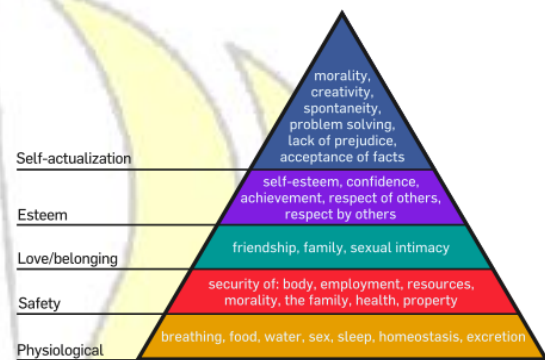 morality,
creativity,
spontaneity,
problem solving,
lack of prejudice,
acceptance of facts
Self-actualization
self-esteem, confidence,
achievement, respect of others,
respect by others
Esteem
friendship, family, sexual intimacy
Love/belonging
security of: body, employment, resources,
morality, the family, health, property
Safety
breathing, food, water, sex, sleep, homeostasis, excretion
Physiological